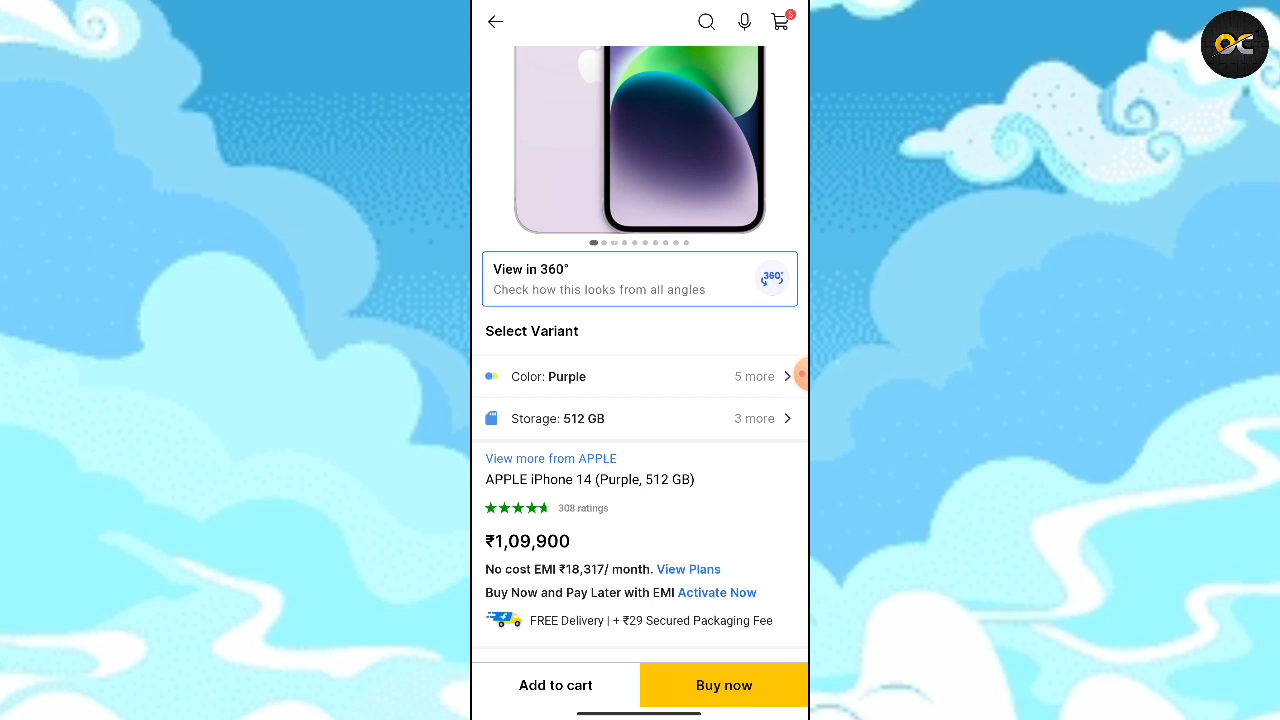 OC
5
View in 360°
Check how this looks from all angles
360°
Select Variant
Color: Purple
5 more
Storage: 512 GB
3 more
View more from APPLE
APPLE iPhone 14 (Purple, 512 GB)
308 ratings
₹1,09,900
No cost EMI ₹18,317/ month. View Plans
Buy Now and Pay Later with EMI Activate Now
FREE Delivery | + ₹29 Secured Packaging Fee
Add to cart
Buy now